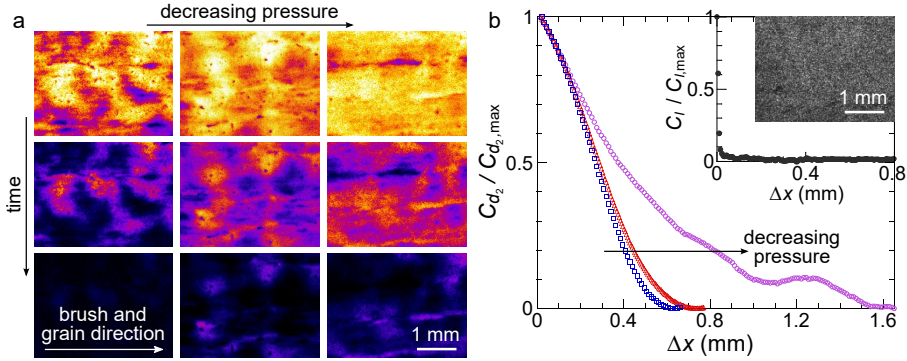 a
decreasing pressure
time
brush and
grain direction
1 mm
b
C_{d_2} / C_{d_2,max}
1
0.5
0
0
0.4
0.8
1.2
1.6
Δx (mm)
decreasing
pressure
C_I / C_{I,max}
1
0.5
0
0
0.4
0.8
Δx (mm)
1 mm